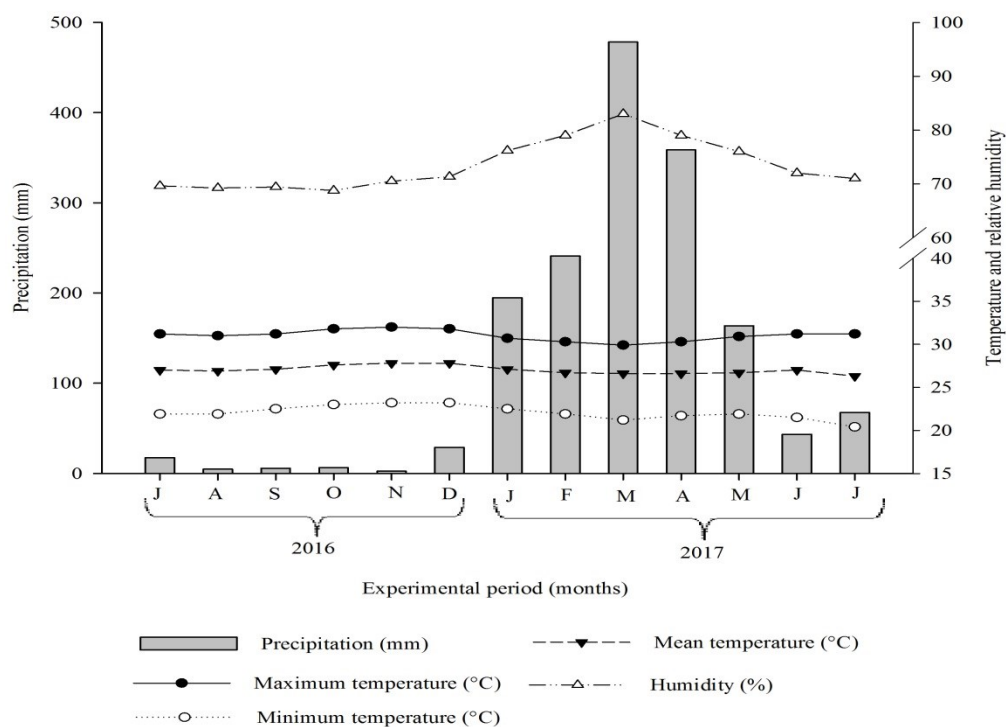 500
400
300
200
100
0
Precipitation (mm)
100
90
80
70
60
40
35
30
25
20
15
Temperature and relative humidity
J A S O N D J F M A M J J
2016 2017
Experimental period (months)
Precipitation (mm)
Mean temperature (°C)
Maximum temperature (°C)
Humidity (%)
Minimum temperature (°C)